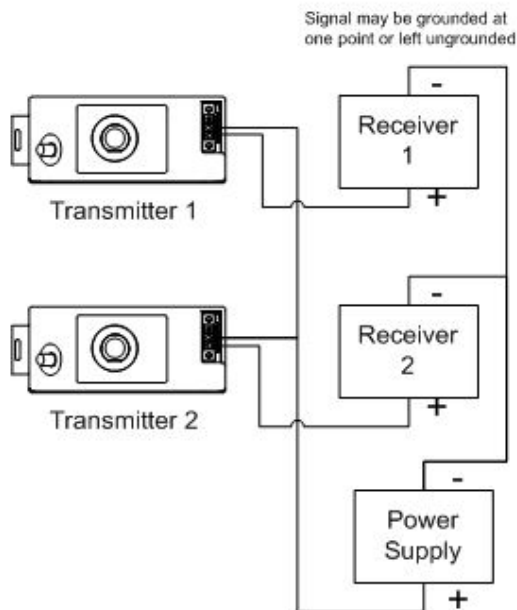 Signal may be grounded at
one point or left ungrounded
-
Receiver
1
+
Transmitter 1
-
Receiver
2
+
Transmitter 2
-
Power
Supply
+